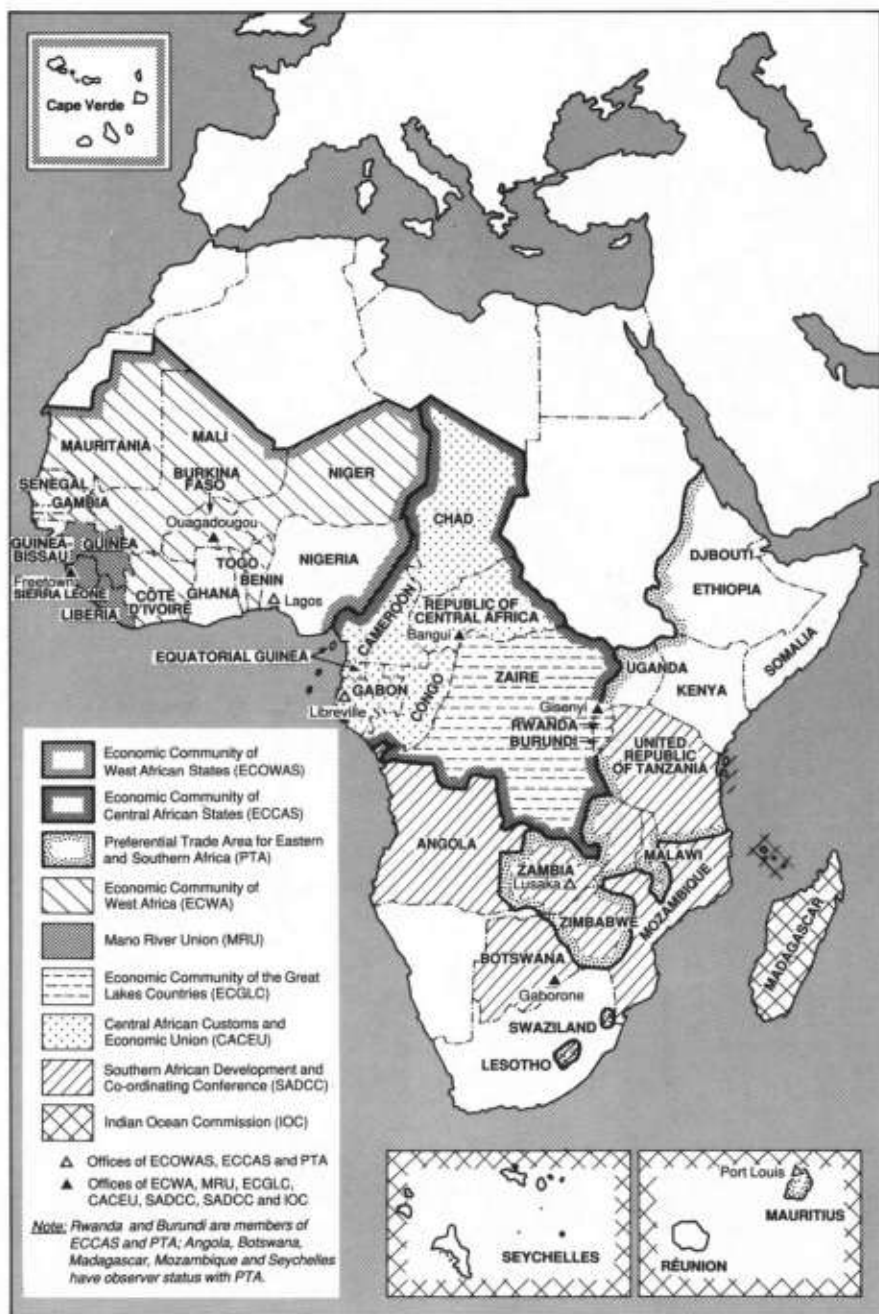 Cape Verde
MAURITANIA
MALI
NIGER
BURKINA
FASO
SENEGAL
GAMBIA
Ouagadougou
GUINEA
BISSAU
GUINEA
Freetown
SIERRA LEONE
LIBERIA
CÔTE
D'IVOIRE
GHANA
TOGO
BENIN
Lagos
NIGERIA
CHAD
CAMEROON
REPUBLIC OF
CENTRAL AFRICA
Bangui
EQUATORIAL GUINEA
GABON
Libreville
CONGO
ZAIRE
Gisenyi
RWANDA
BURUNDI
DJBOUTI
ETHIOPIA
SOMALIA
UGANDA
KENYA
UNITED
REPUBLIC
OF TANZANIA
ANGOLA
ZAMBIA
Lusaka
MALAWI
MOZAMBIQUE
ZIMBABWE
BOTSWANA
Gaborone
SWAZILAND
LESOTHO
MADAGASCAR
Economic Community of
West African States (ECOWAS)
Economic Community of
Central African States (ECCAS)
Preferential Trade Area for Eastern
and Southern Africa (PTA)
Economic Community of
West Africa (ECWA)
Mano River Union (MRU)
Economic Community of the Great
Lakes Countries (ECGLC)
Central African Customs and
Economic Union (CACEU)
Southern African Development and
Co-ordinating Conference (SADCC)
Indian Ocean Commission (IOC)
Offices of ECOWAS, ECCAS and PTA
Offices of ECWA, MRU, ECGLC,
CACEU, SADCC, SADCC and IOC
Note: Rwanda and Burundi are members of
ECCAS and PTA; Angola, Botswana,
Madagascar, Mozambique and Seychelles
have observer status with PTA.
SEYCHELLES
Port Louis
MAURITIUS
RÉUNION